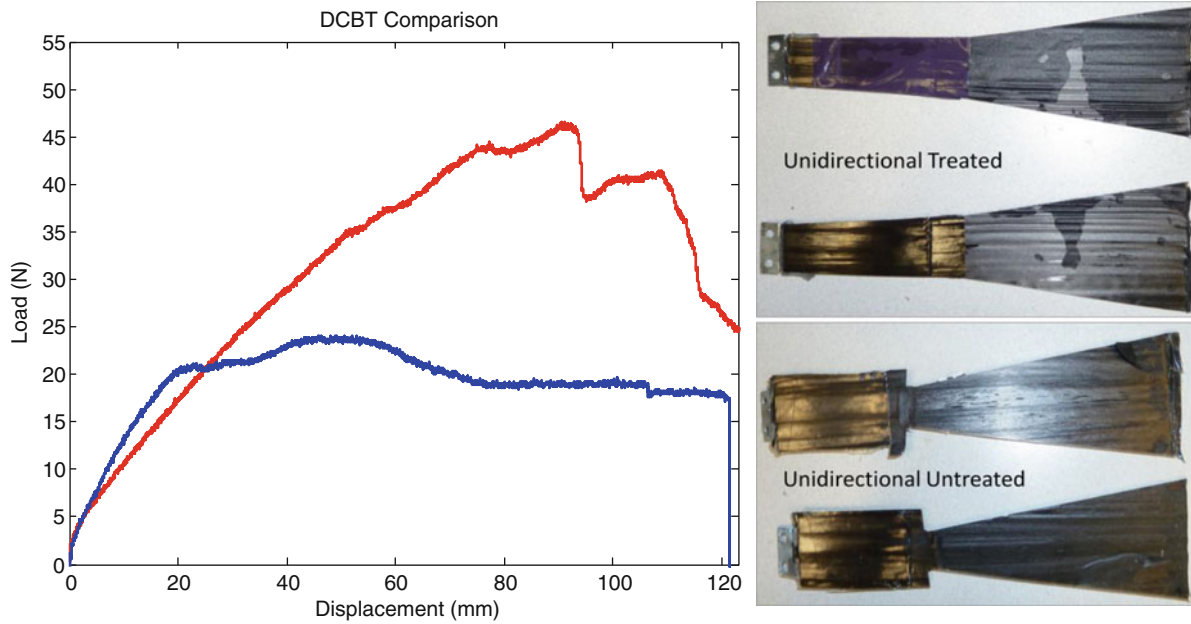 DCBT Comparison
55
50
45
40
35
30
25
20
15
10
5
0
Load (N)
0 20 40 60 80 100 120
Displacement (mm)
Unidirectional Treated
Unidirectional Untreated